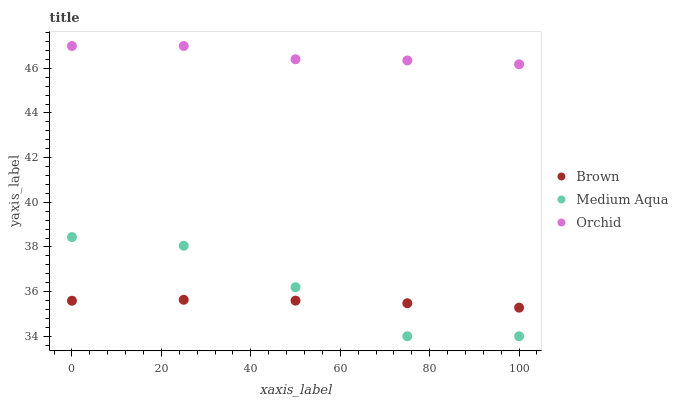 title
yaxis_label
46
44
42
40
38
36
34
0 20 40 60 80 100
xaxis_label
Brown
Medium Aqua
Orchid